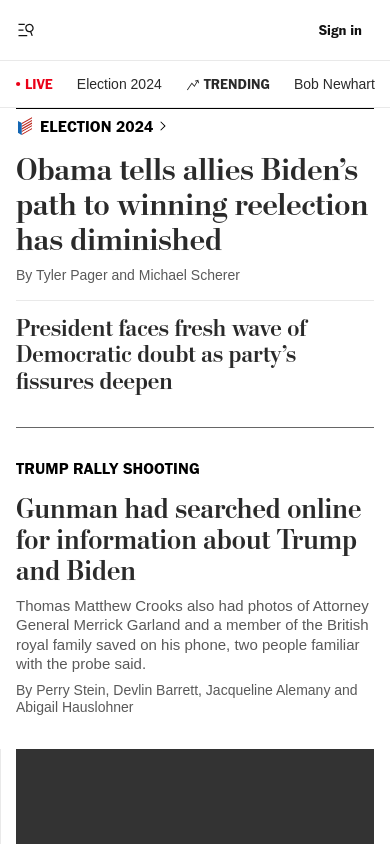 Sign in
LIVE
Election 2024
TRENDING
Bob Newhart
ELECTION 2024
Obama tells allies Biden’s
path to winning reelection
has diminished
By Tyler Pager and Michael Scherer
President faces fresh wave of
Democratic doubt as party’s
fissures deepen
TRUMP RALLY SHOOTING
Gunman had searched online
for information about Trump
and Biden
Thomas Matthew Crooks also had photos of Attorney
General Merrick Garland and a member of the British
royal family saved on his phone, two people familiar
with the probe said.
By Perry Stein, Devlin Barrett, Jacqueline Alemany and
Abigail Hauslohner